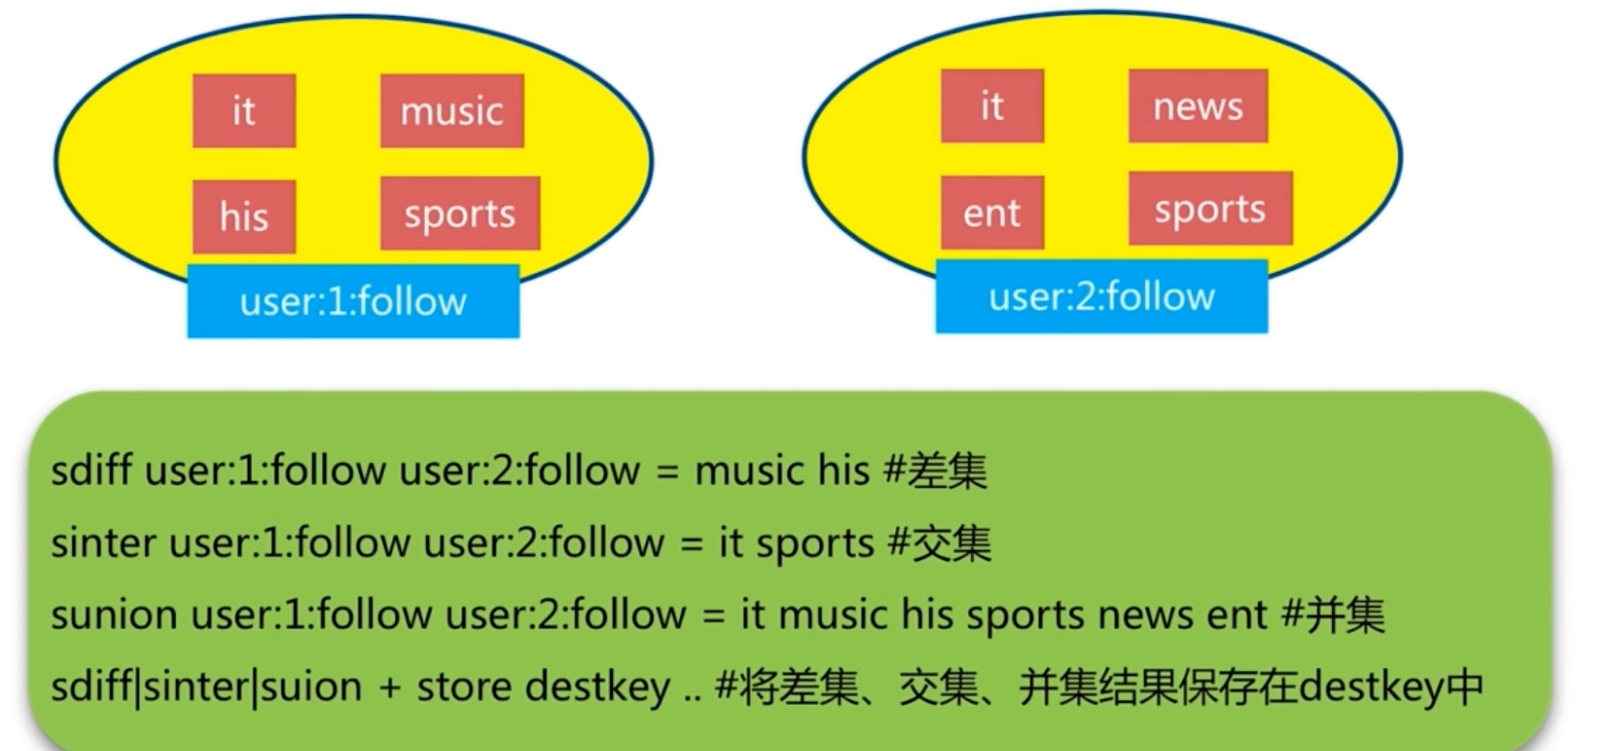 it music
his sports
user:1:follow
it news
ent sports
user:2:follow
sdiff user:1:follow user:2:follow = music his #差集
sinter user:1:follow user:2:follow = it sports #交集
sunion user:1:follow user:2:follow = it music his sports news ent #并集
sdiff|sinter|suion + store destkey .. #将差集、交集、并集结果保存在destkey中